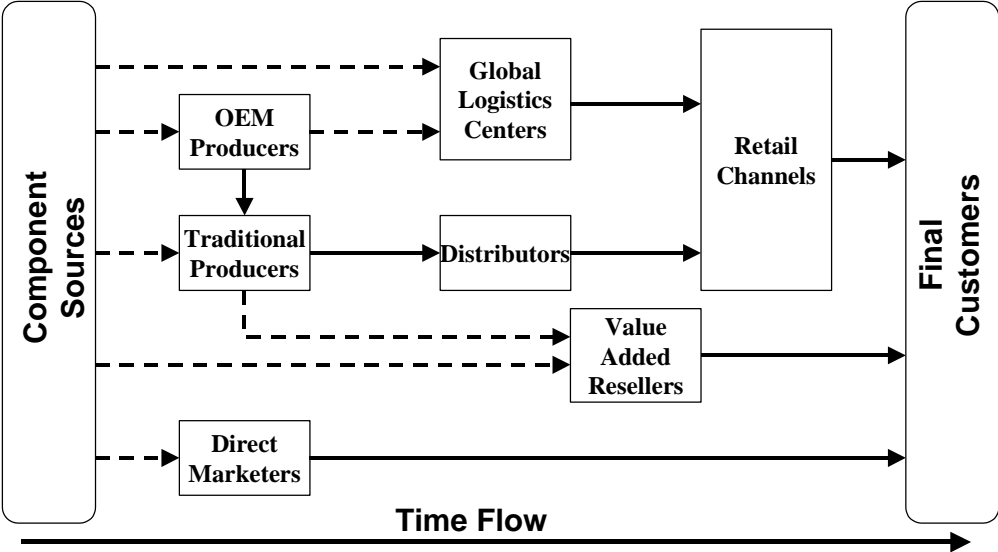 Component
Sources
OEM
Producers
Traditional
Producers
Direct
Marketers
Global
Logistics
Centers
Distributors
Value
Added
Resellers
Retail
Channels
Final
Customers
Time Flow